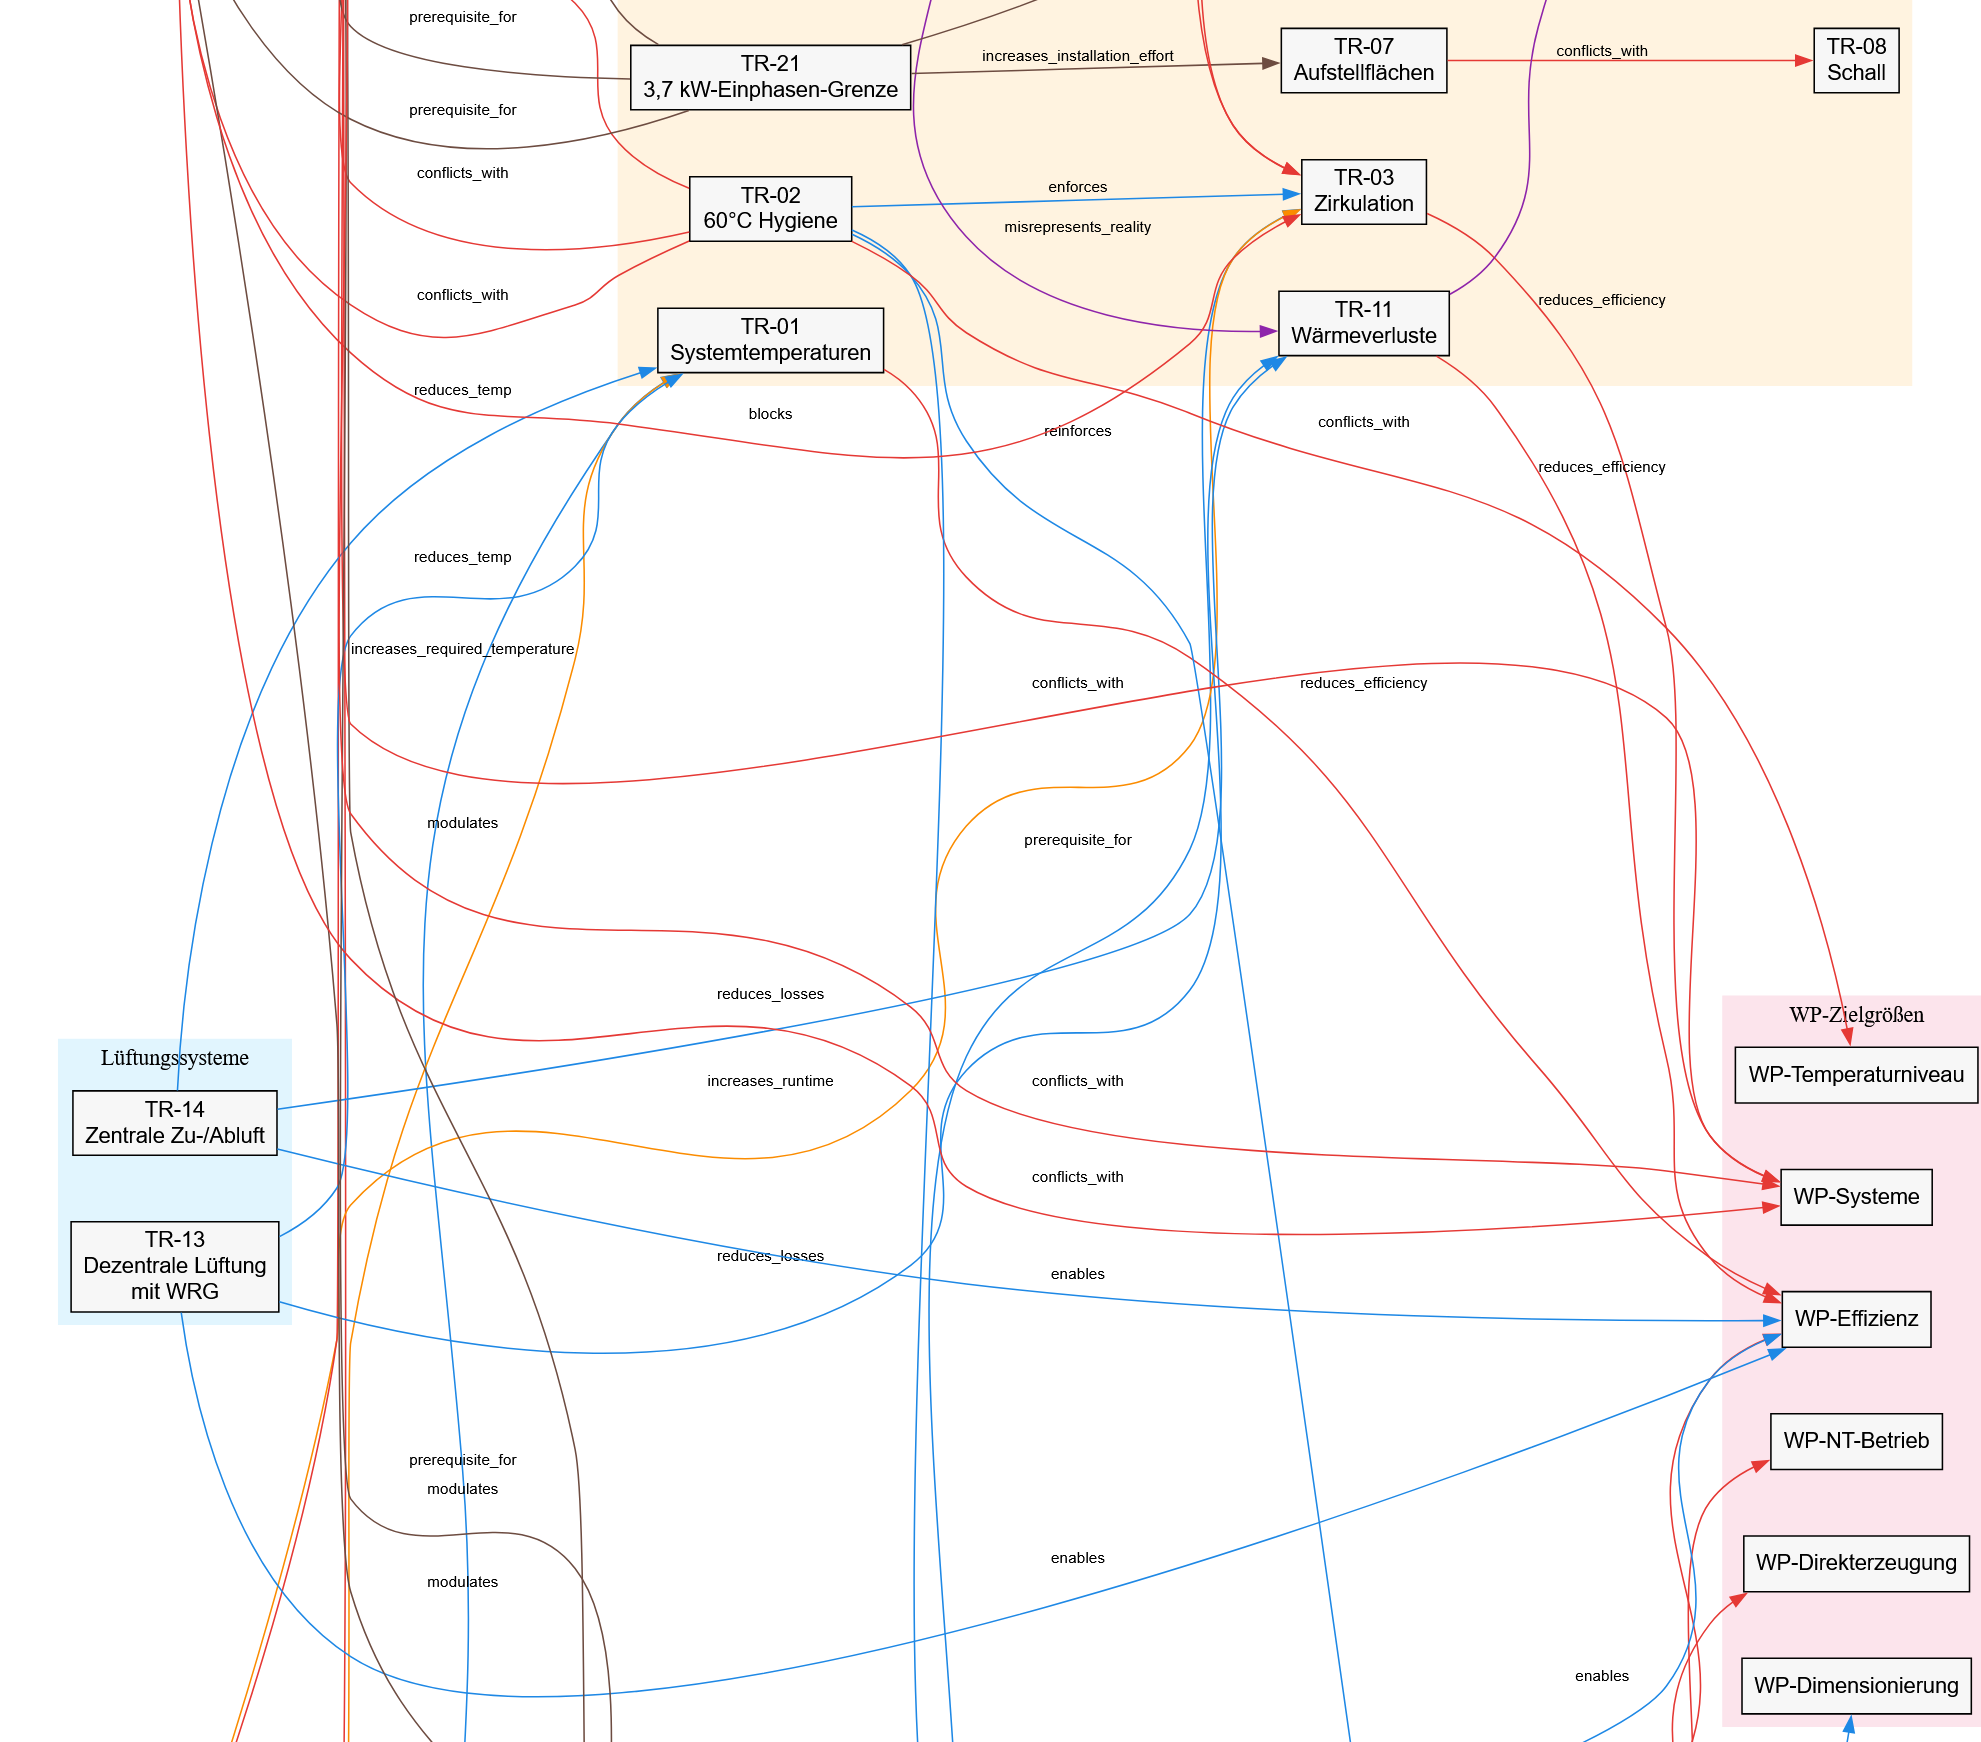 prerequisite_for
TR-21
3,7 kW-Einphasen-Grenze
increases_installation_effort
TR-07
Aufstellflächen
conflicts_with
TR-08
Schall
prerequisite_for
conflicts_with
TR-02
60°C Hygiene
enforces
misrepresents_reality
TR-03
Zirkulation
conflicts_with
TR-01
Systemtemperaturen
TR-11
Wärmeverluste
reduces_efficiency
reduces_temp
blocks
reinforces
conflicts_with
reduces_efficiency
reduces_temp
increases_required_temperature
conflicts_with
reduces_efficiency
modulates
prerequisite_for
reduces_losses
WP-Zielgrößen
Lüftungssysteme
WP-Temperaturniveau
increases_runtime
conflicts_with
TR-14
Zentrale Zu-/Abluft
conflicts_with
WP-Systeme
TR-13
Dezentrale Lüftung
mit WRG
reduces_losses
enables
WP-Effizienz
WP-NT-Betrieb
prerequisite_for
modulates
enables
WP-Direkterzeugung
modulates
enables
WP-Dimensionierung